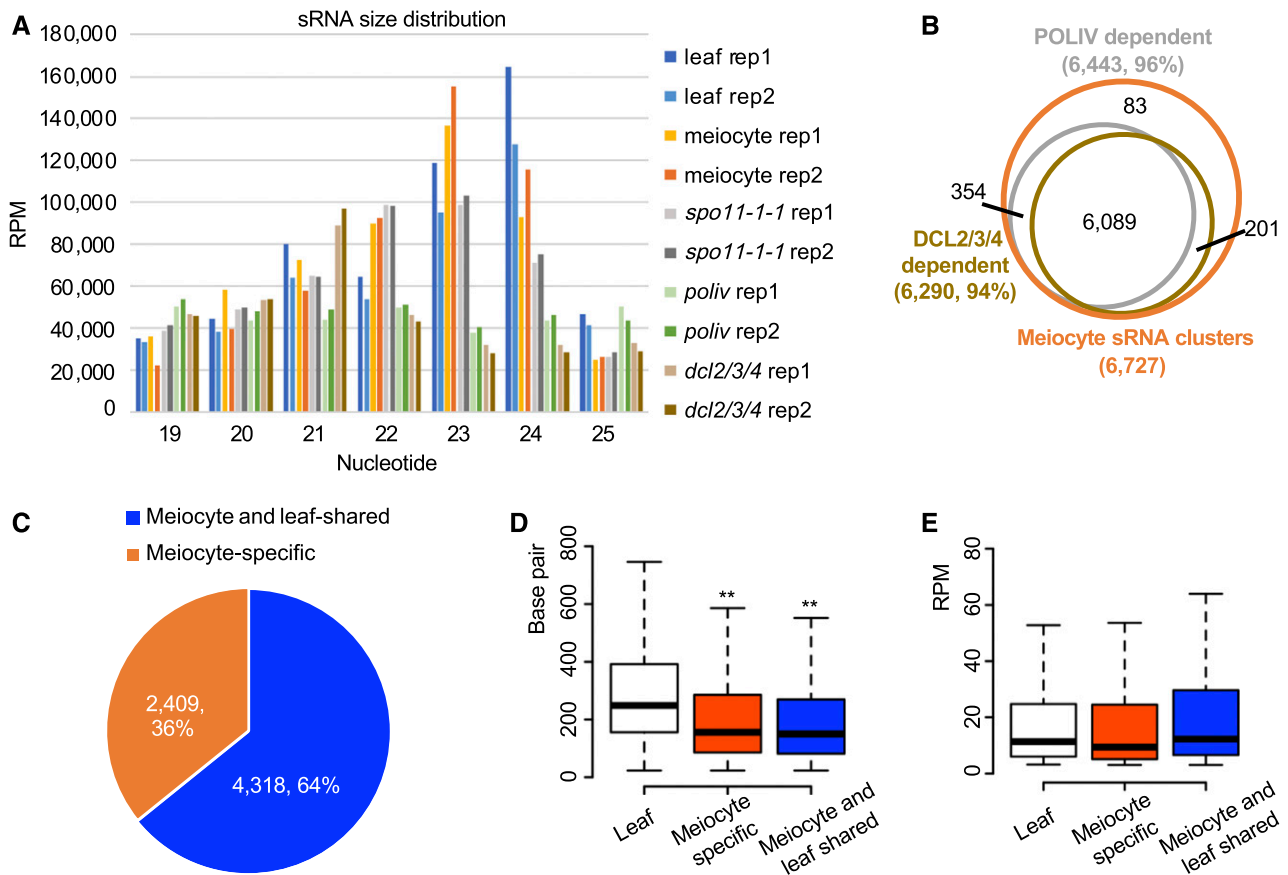 A
sRNA size distribution
180,000
160,000
140,000
120,000
100,000
80,000
60,000
40,000
20,000
0
RPM
19 20 21 22 23 24 25
Nucleotide
leaf rep1
leaf rep2
meiocyte rep1
meiocyte rep2
spo11-1-1 rep1
spo11-1-1 rep2
poliv rep1
poliv rep2
dcl2/3/4 rep1
dcl2/3/4 rep2
B
POLIV dependent
(6,443, 96%)
83
354
6,089
201
DCL2/3/4
dependent
(6,290, 94%)
Meiocyte sRNA clusters
(6,727)
C
Meiocyte and leaf-shared
Meiocyte-specific
2,409,
36%
4,318, 64%
D
Base pair
800
600
400
200
0
**
**
Leaf
Meiocyte
specific
Meiocyte and
leaf shared
E
RPM
80
60
40
20
0
Leaf
Meiocyte
specific
Meiocyte and
leaf shared